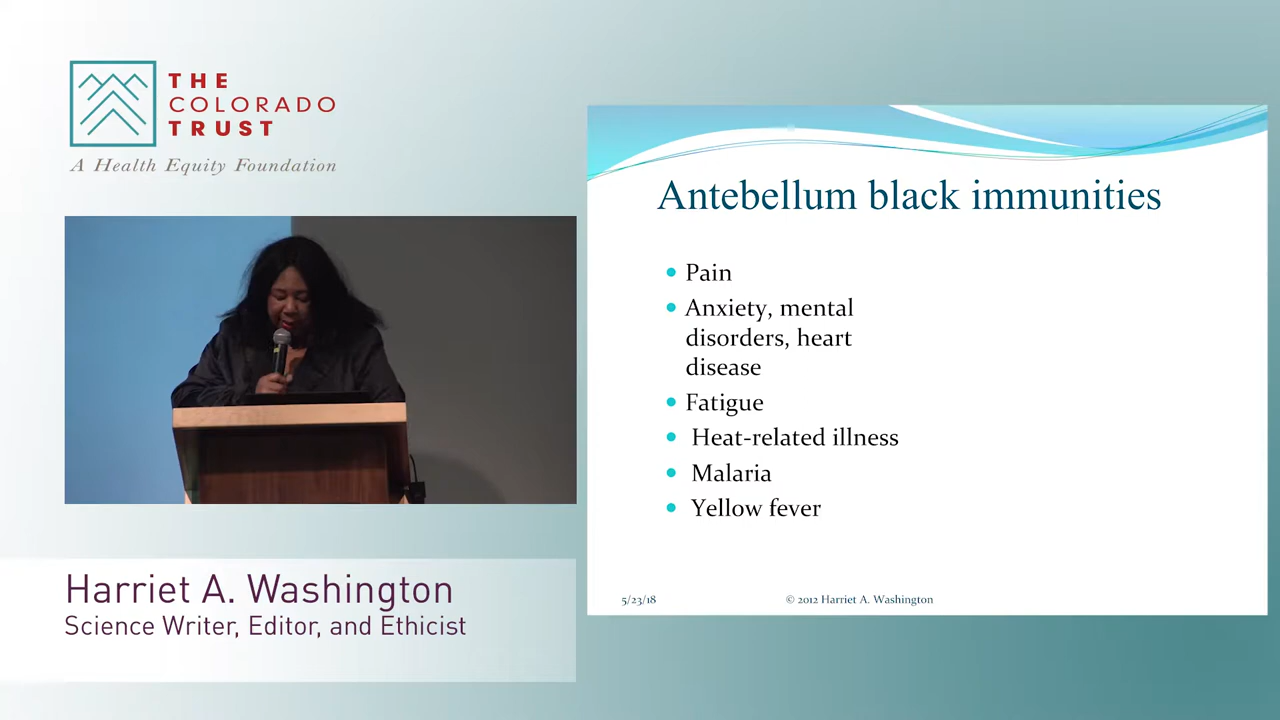 THE
COLORADO
TRUST
A Health Equity Foundation
Antebellum black immunities
• Pain
• Anxiety, mental
disorders, heart
disease
• Fatigue
• Heat-related illness
• Malaria
• Yellow fever
5/23/18
© 2012 Harriet A. Washington
Harriet A. Washington
Science Writer, Editor, and Ethicist